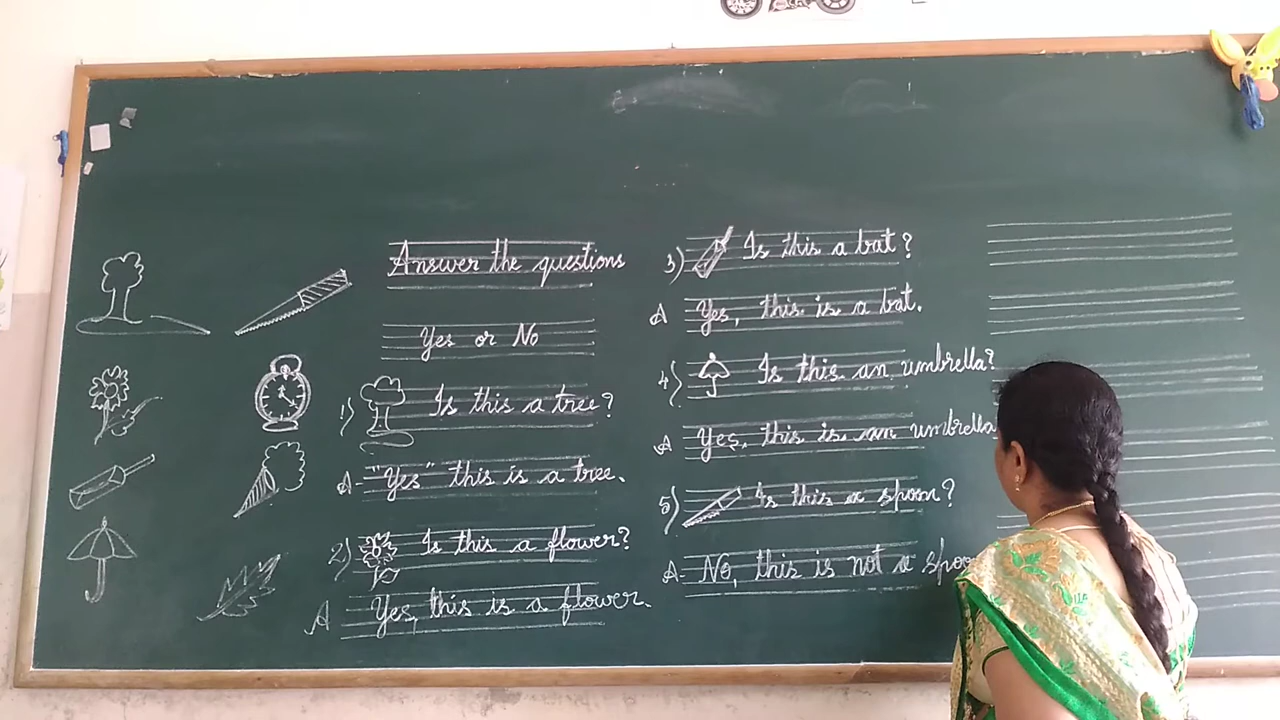 Answer the questions
Yes or No
1) Is this a tree?
A- "Yes" this is a tree.
2) Is this a flower?
A Yes, this is a flower.
3) Is this a bat?
A Yes, this is a bat.
4) Is this an umbrella?
A Yes, this is an umbrella
5) Is this a spoon?
A- No, this is not a spoo